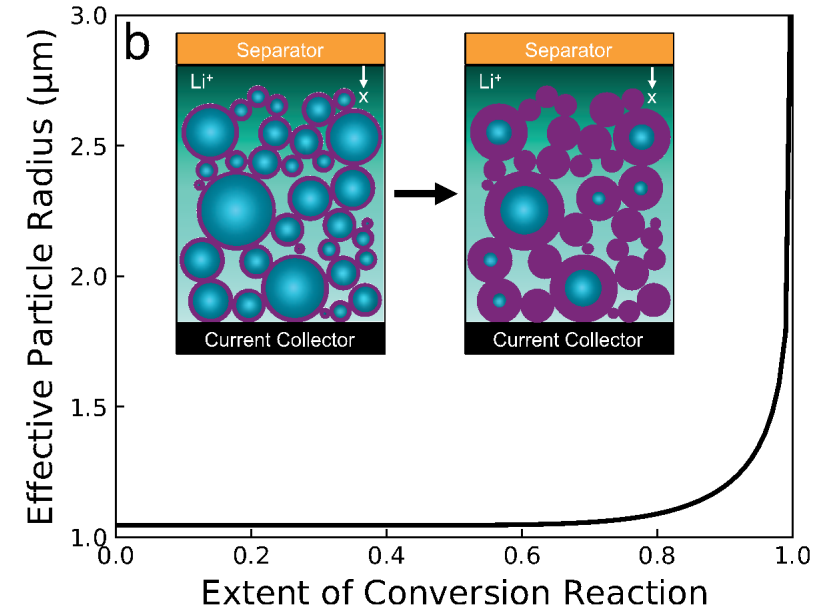 b
Separator
Li⁺
x
Current Collector
Separator
Li⁺
x
Current Collector
Effective Particle Radius (μm)
3.0
2.5
2.0
1.5
1.0
0.0
0.2
0.4
0.6
0.8
1.0
Extent of Conversion Reaction